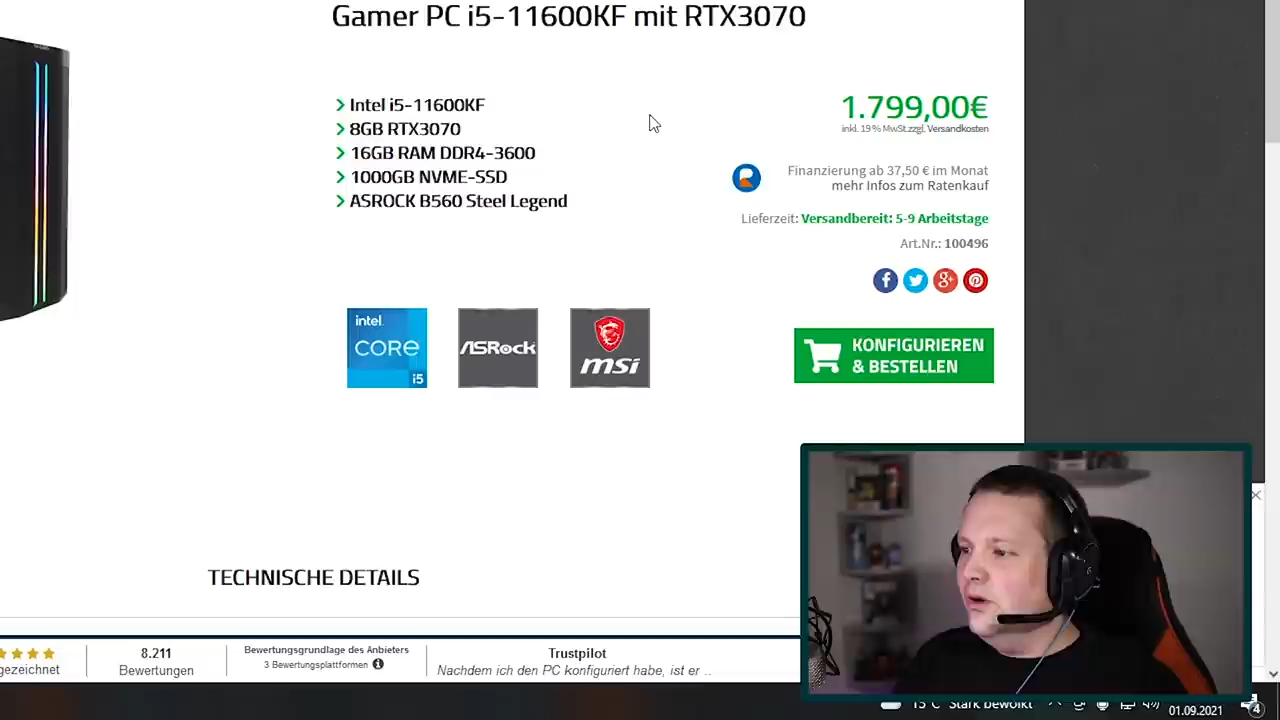 Gamer PC i5-11600KF mit RTX3070
Intel i5-11600KF
8GB RTX3070
16GB RAM DDR4-3600
1000GB NVME-SSD
ASROCK B560 Steel Legend
1.799,00€
inkl. 19 % MwSt.zzgl. Versandkosten
Finanzierung ab 37,50 € im Monat
mehr Infos zum Ratenkauf
Lieferzeit: Versandbereit: 5-9 Arbeitstage
Art.Nr.: 100496
intel.
CORE
i5
ASRock
msi
KONFIGURIEREN
& BESTELLEN
TECHNISCHE DETAILS
gezeichnet
8.211
Bewertungen
Bewertungsgrundlage des Anbieters
3 Bewertungsplattformen
Trustpilot
Nachdem ich den PC konfiguriert habe, ist er ..
15°C Stark bewölkt
01.09.2021
4